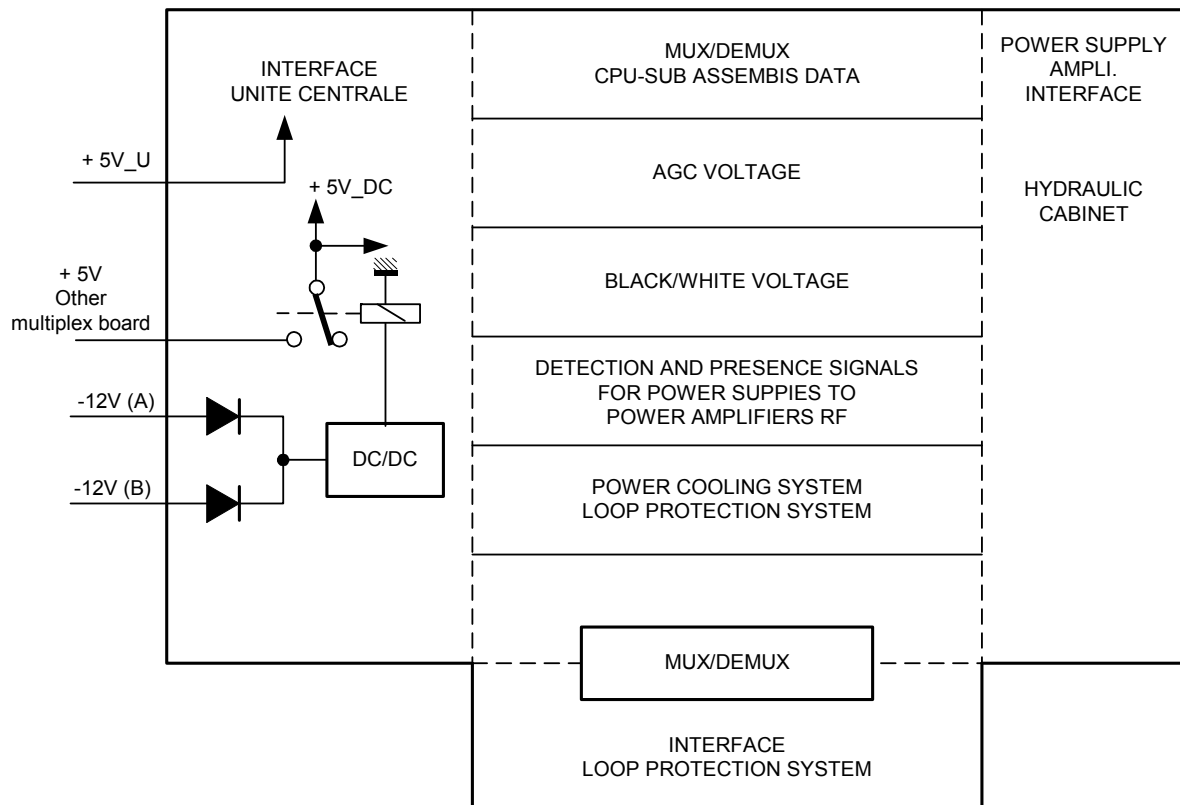 INTERFACE
UNITE CENTRALE
+ 5V_U
+ 5V_DC
+ 5V
Other
multiplex board
-12V (A)
-12V (B)
DC/DC
MUX/DEMUX
CPU-SUB ASSEMBIS DATA
AGC VOLTAGE
BLACK/WHITE VOLTAGE
DETECTION AND PRESENCE SIGNALS
FOR POWER SUPPIES TO
POWER AMPLIFIERS RF
POWER COOLING SYSTEM
LOOP PROTECTION SYSTEM
MUX/DEMUX
INTERFACE
LOOP PROTECTION SYSTEM
POWER SUPPLY
AMPLI.
INTERFACE
HYDRAULIC
CABINET